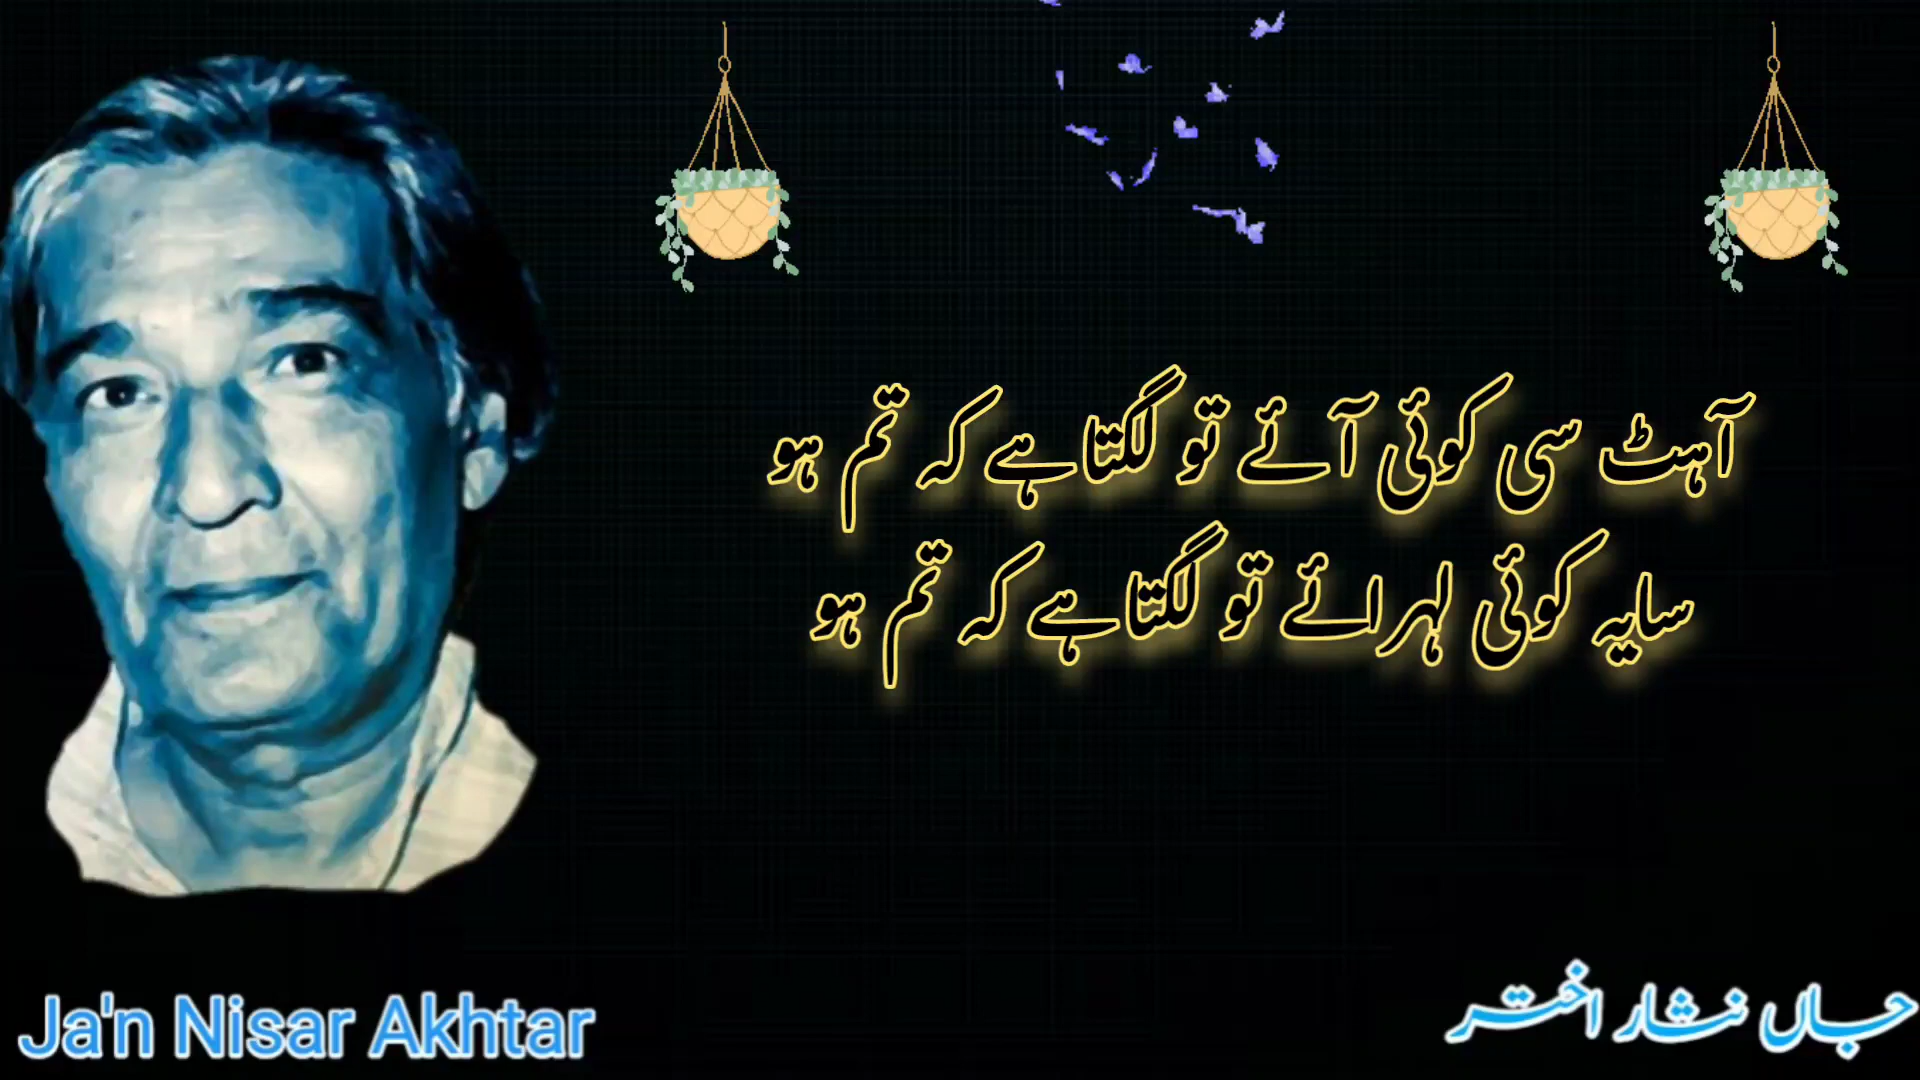 آہٹ سی کوئی آئے تو لگتا ہے کہ تم ہو
سایہ کوئی لہرائے تو لگتا ہے کہ تم ہو
Ja'n Nisar Akhtar
جاں نثار اختر